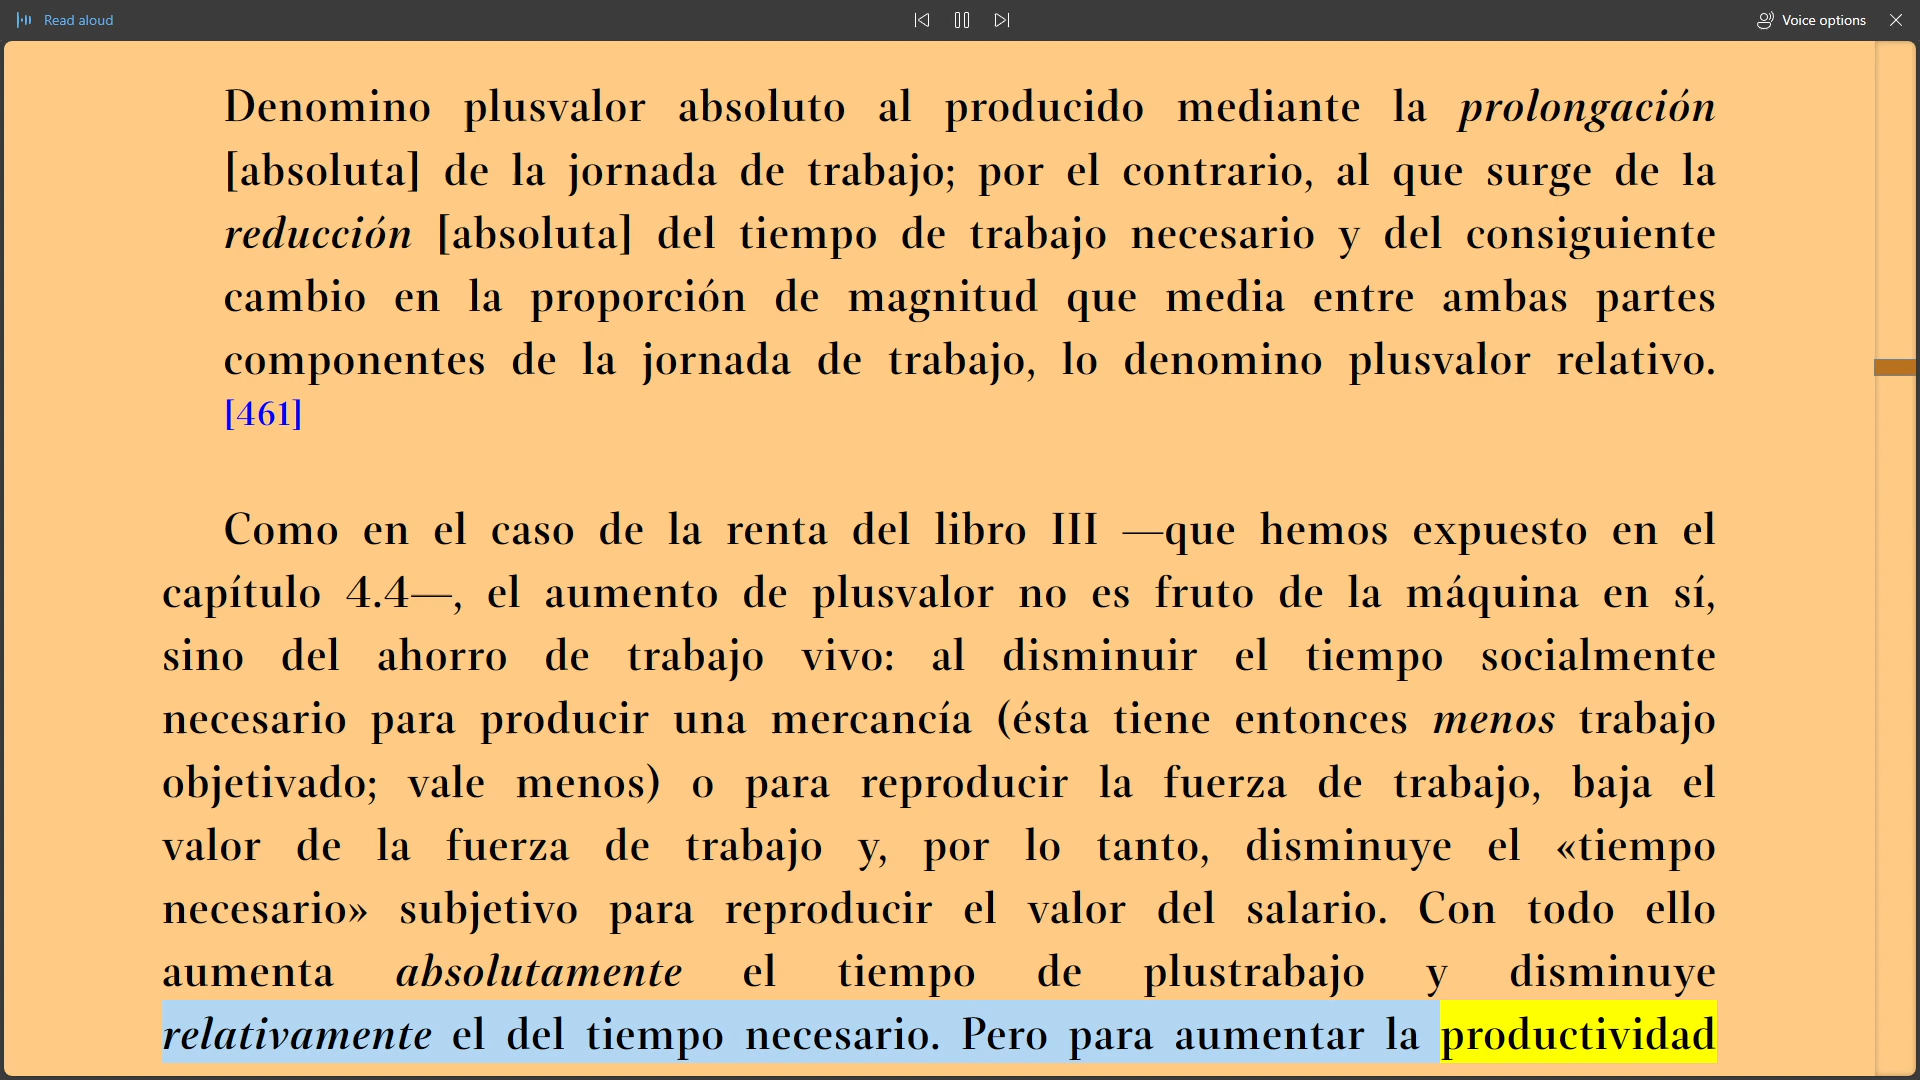 Read aloud
Voice options
Denomino plusvalor absoluto al producido mediante la prolongación
[absoluta] de la jornada de trabajo; por el contrario, al que surge de la
reducción [absoluta] del tiempo de trabajo necesario y del consiguiente
cambio en la proporción de magnitud que media entre ambas partes
componentes de la jornada de trabajo, lo denomino plusvalor relativo.
[461]
Como en el caso de la renta del libro III —que hemos expuesto en el
capítulo 4.4—, el aumento de plusvalor no es fruto de la máquina en sí,
sino del ahorro de trabajo vivo: al disminuir el tiempo socialmente
necesario para producir una mercancía (ésta tiene entonces menos trabajo
objetivado; vale menos) o para reproducir la fuerza de trabajo, baja el
valor de la fuerza de trabajo y, por lo tanto, disminuye el «tiempo
necesario» subjetivo para reproducir el valor del salario. Con todo ello
aumenta absolutamente el tiempo de plustrabajo y disminuye
relativamente el del tiempo necesario. Pero para aumentar la productividad